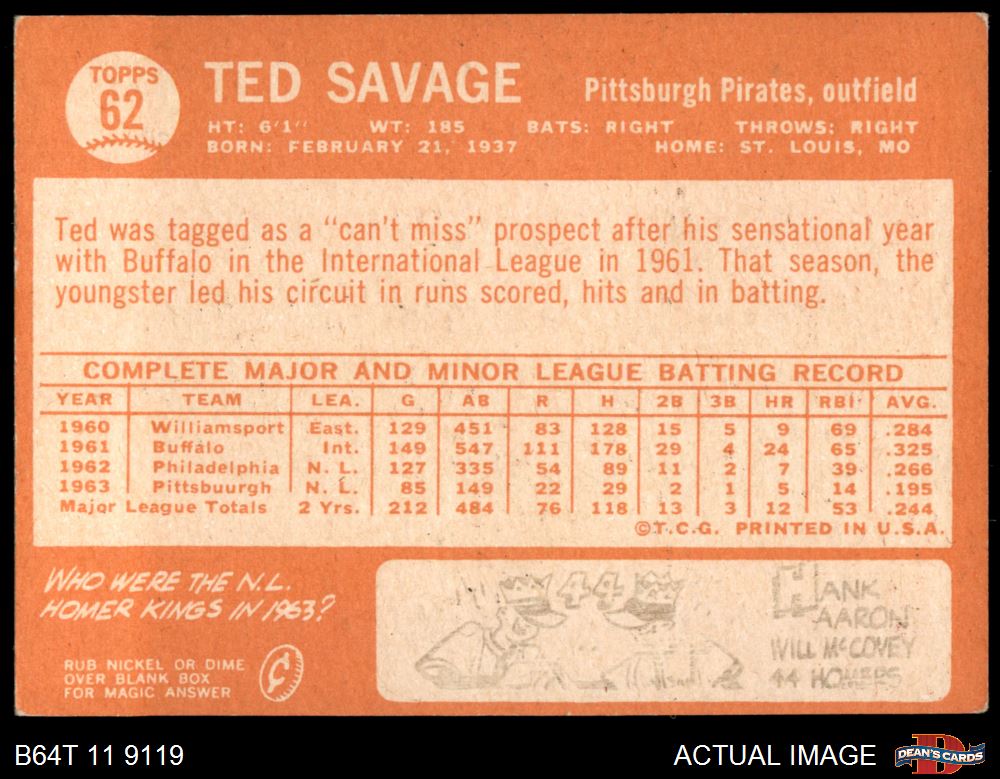 TOPPS
62
TED SAVAGE
Pittsburgh Pirates, outfield
HT: 6'1" WT: 185 BATS: RIGHT THROWS: RIGHT
BORN: FEBRUARY 21, 1937 HOME: ST. LOUIS, MO
Ted was tagged as a "can't miss" prospect after his sensational year
with Buffalo in the International League in 1961. That season, the
youngster led his circuit in runs scored, hits and in batting.
COMPLETE MAJOR AND MINOR LEAGUE BATTING RECORD
YEAR TEAM LEA. G AB R H 2B 3B HR RBI AVG.
1960 Williamsport East. 129 451 83 128 15 5 9 69 .284
1961 Buffalo Int. 149 547 111 178 29 4 24 65 .325
1962 Philadelphia N. L. 127 335 54 89 11 2 7 39 .266
1963 Pittsbuurgh N. L. 85 149 22 29 2 1 5 14 .195
Major League Totals 2 Yrs. 212 484 76 118 13 3 12 53 .244
©T.C.G. PRINTED IN U.S.A.
WHO WERE THE N.L.
HOMER KINGS IN 1963?
RUB NICKEL OR DIME
OVER BLANK BOX
FOR MAGIC ANSWER
44
HANK
AARON
WILL McCOVEY
44 HOMERS
B64T 11 9119 ACTUAL IMAGE
DEAN'S CARDS